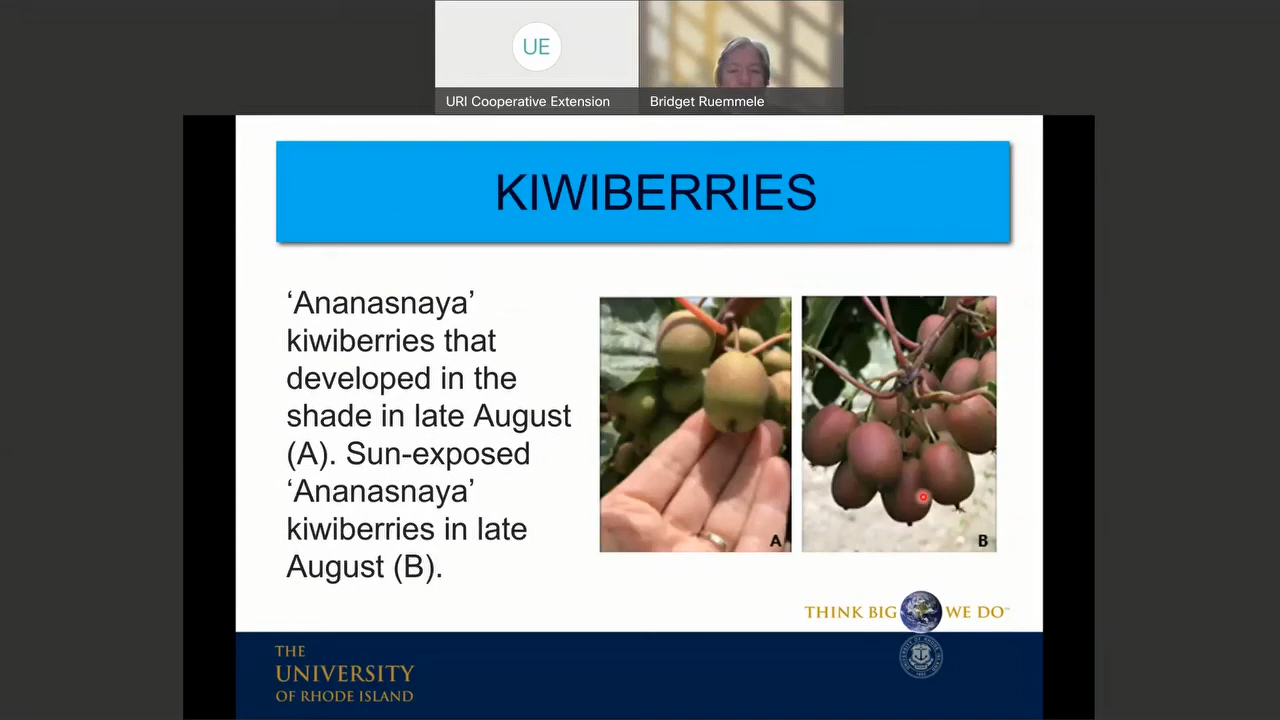 UE
URI Cooperative Extension
Bridget Ruemmele
KIWIBERRIES
‘Ananasnaya’
kiwiberries that
developed in the
shade in late August
(A). Sun-exposed
‘Ananasnaya’
kiwiberries in late
August (B).
A
B
THINK BIG WE DO™
THE
UNIVERSITY
OF RHODE ISLAND